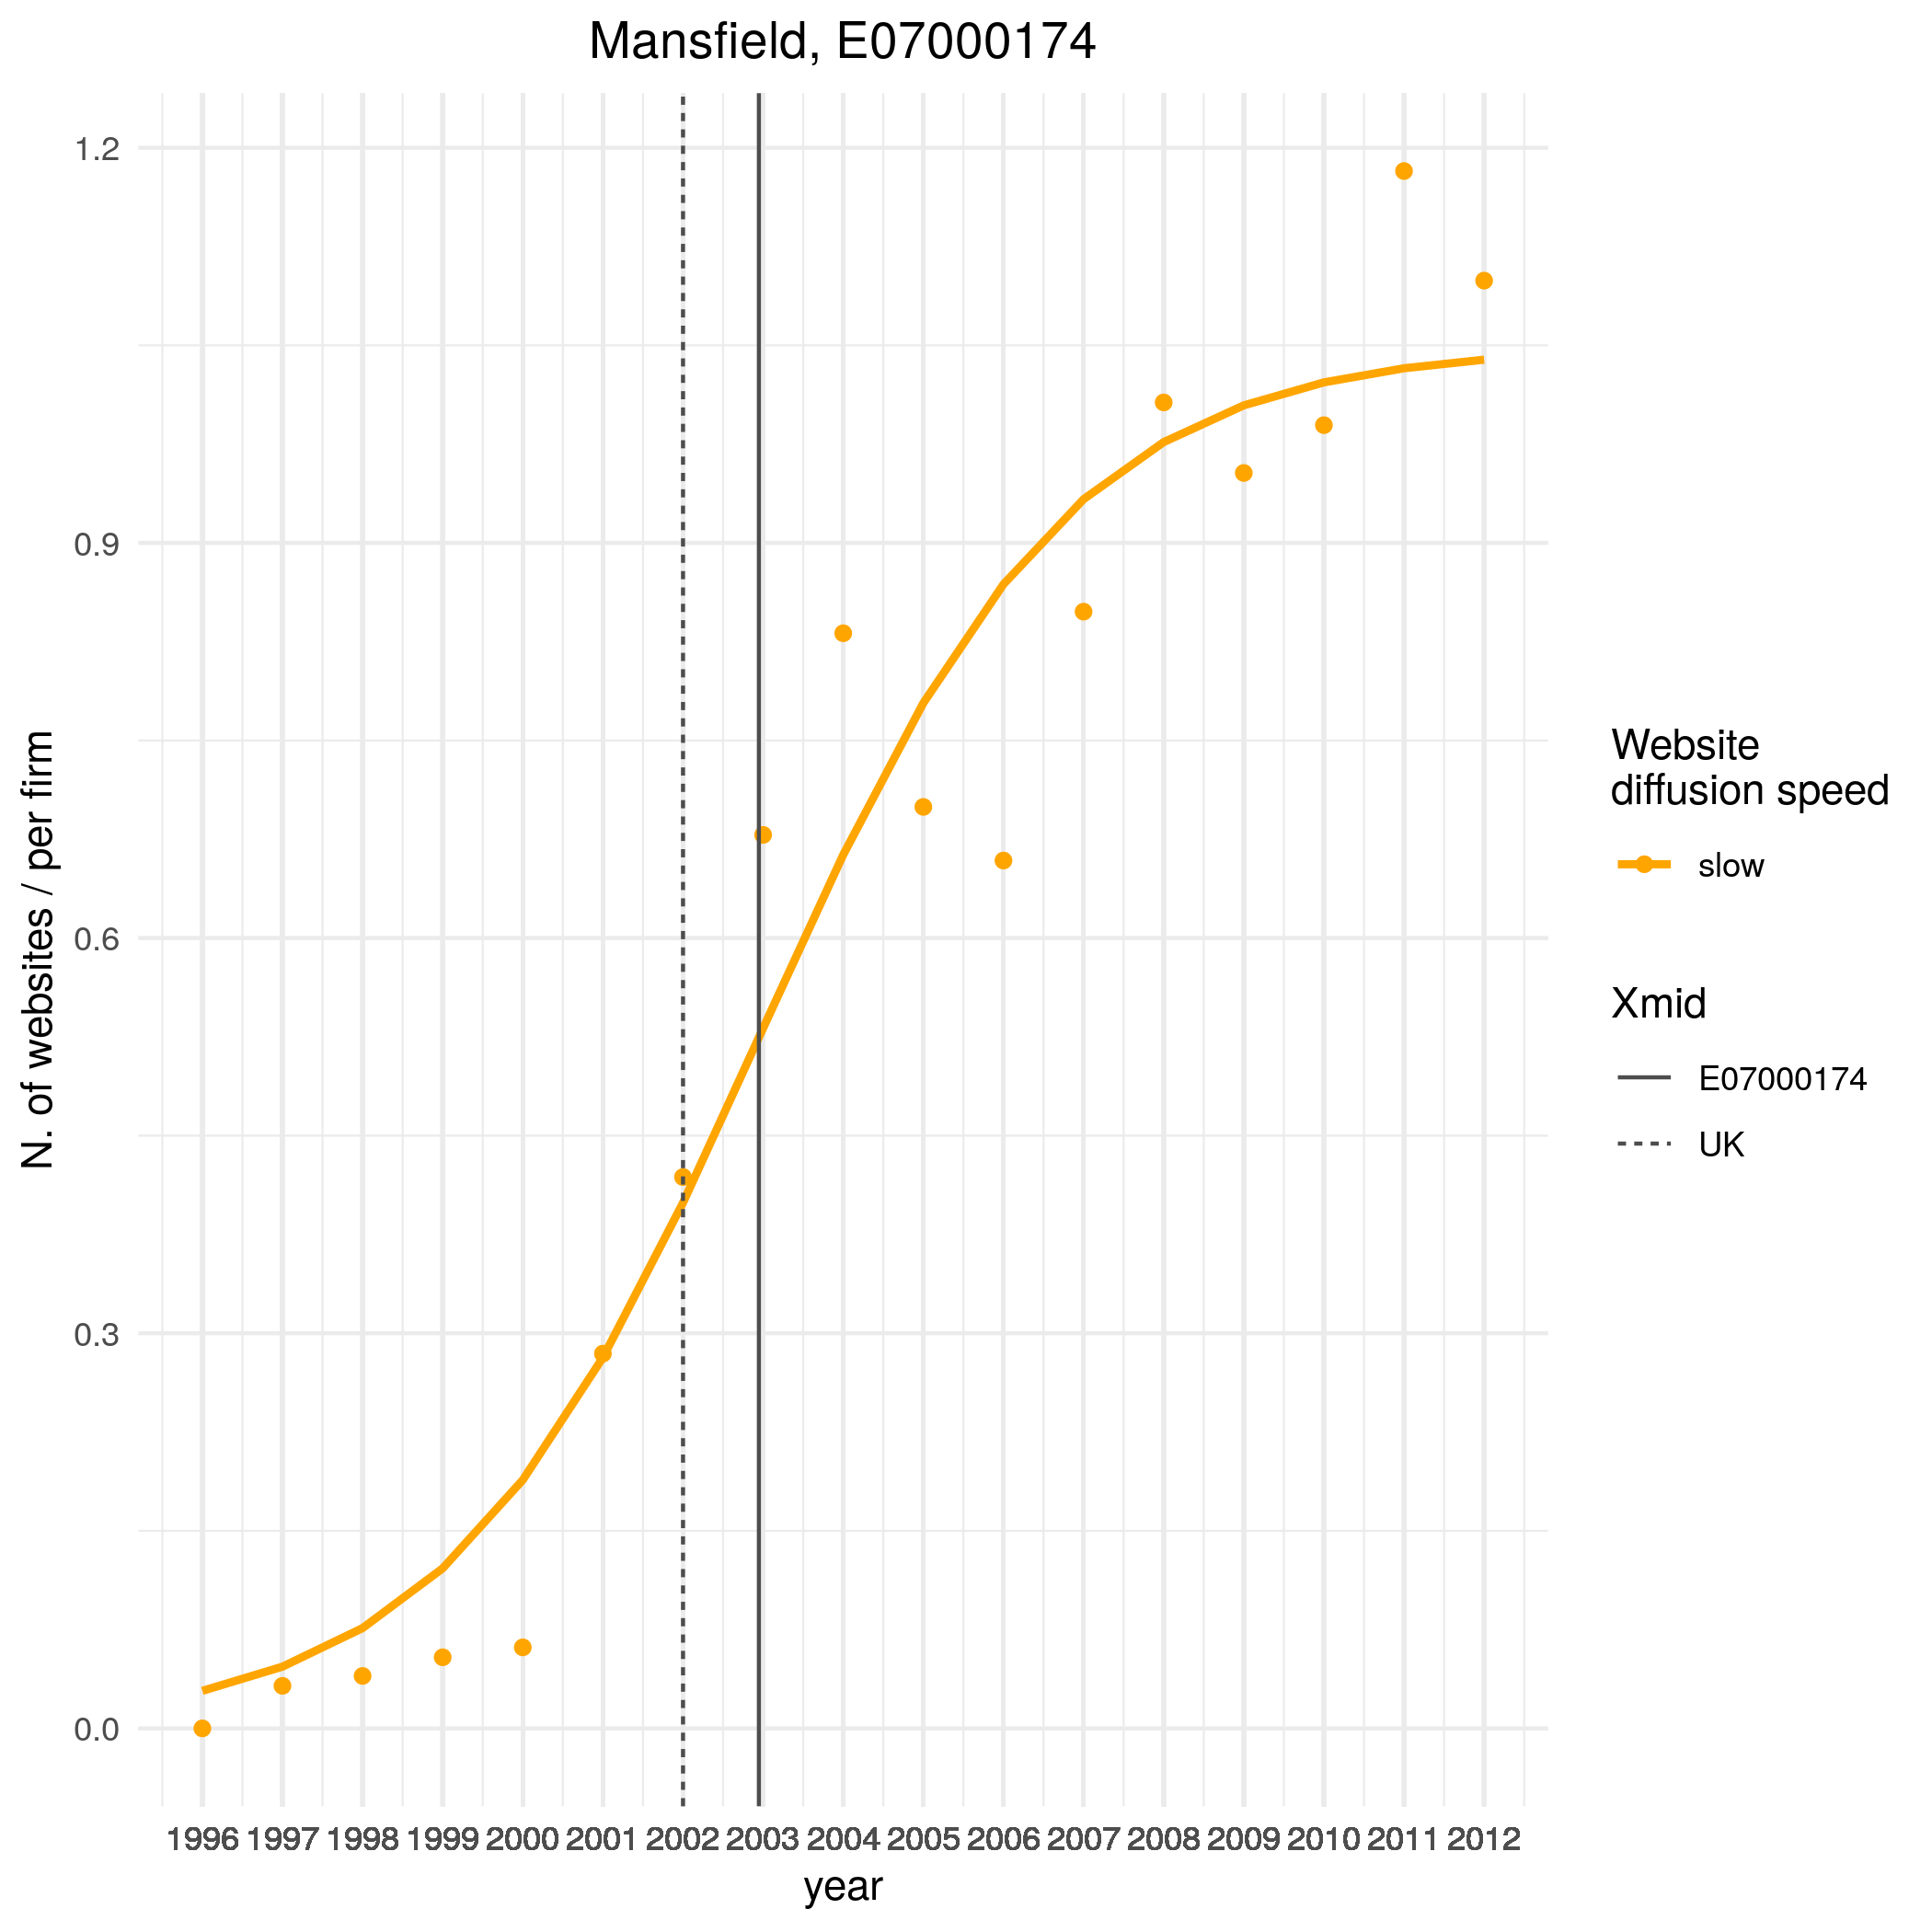 Mansfield, E07000174
N. of websites / per firm
1.2
0.9
0.6
0.3
0.0
1996 1997 1998 1999 2000 2001 2002 2003 2004 2005 2006 2007 2008 2009 2010 2011 2012
year
Website
diffusion speed
slow
Xmid
E07000174
UK